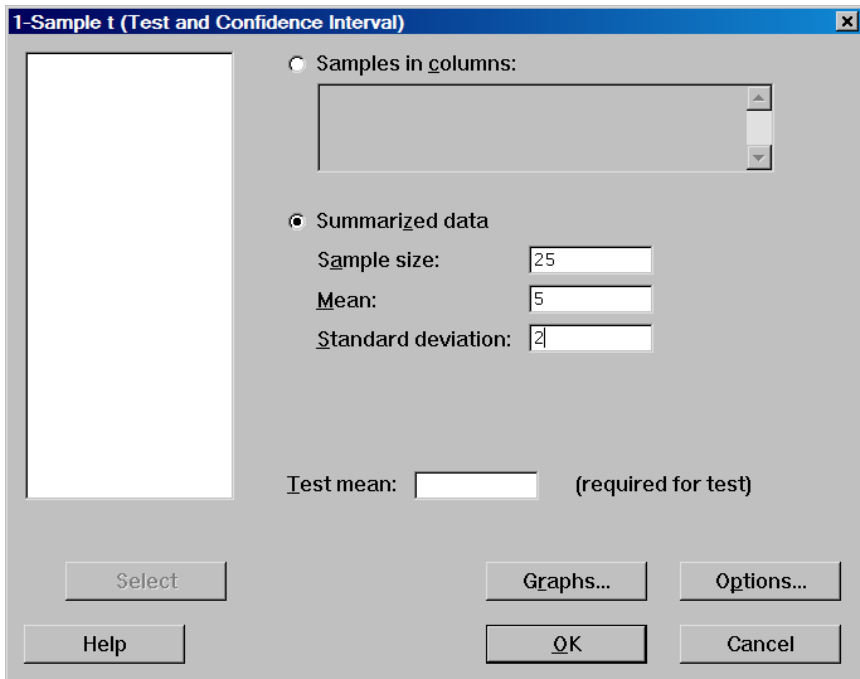 1-Sample t (Test and Confidence Interval)
Samples in columns:
Summarized data
Sample size: 25
Mean: 5
Standard deviation: 2
Test mean: (required for test)
Select
Graphs... Options...
Help OK Cancel